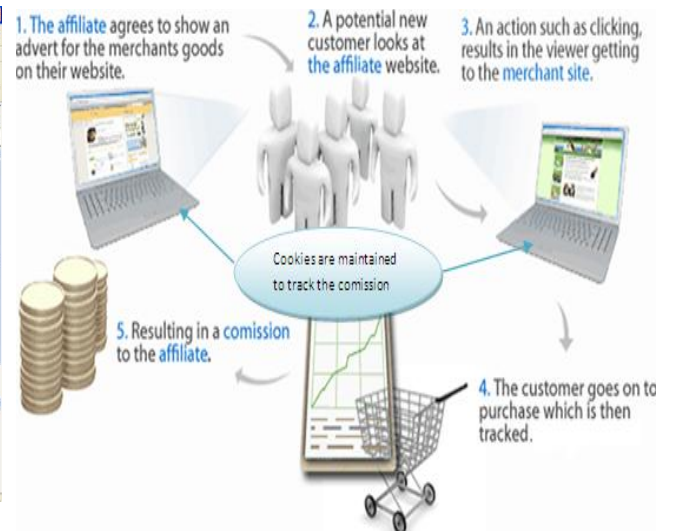 1. The affiliate agrees to show an
advert for the merchants goods
on their website.
2. A potential new
customer looks at
the affiliate website.
3. An action such as clicking,
results in the viewer getting
to the merchant site.
Cookies are maintained
to track the comission
4. The customer goes on to
purchase which is then
tracked.
5. Resulting in a comission
to the affiliate.